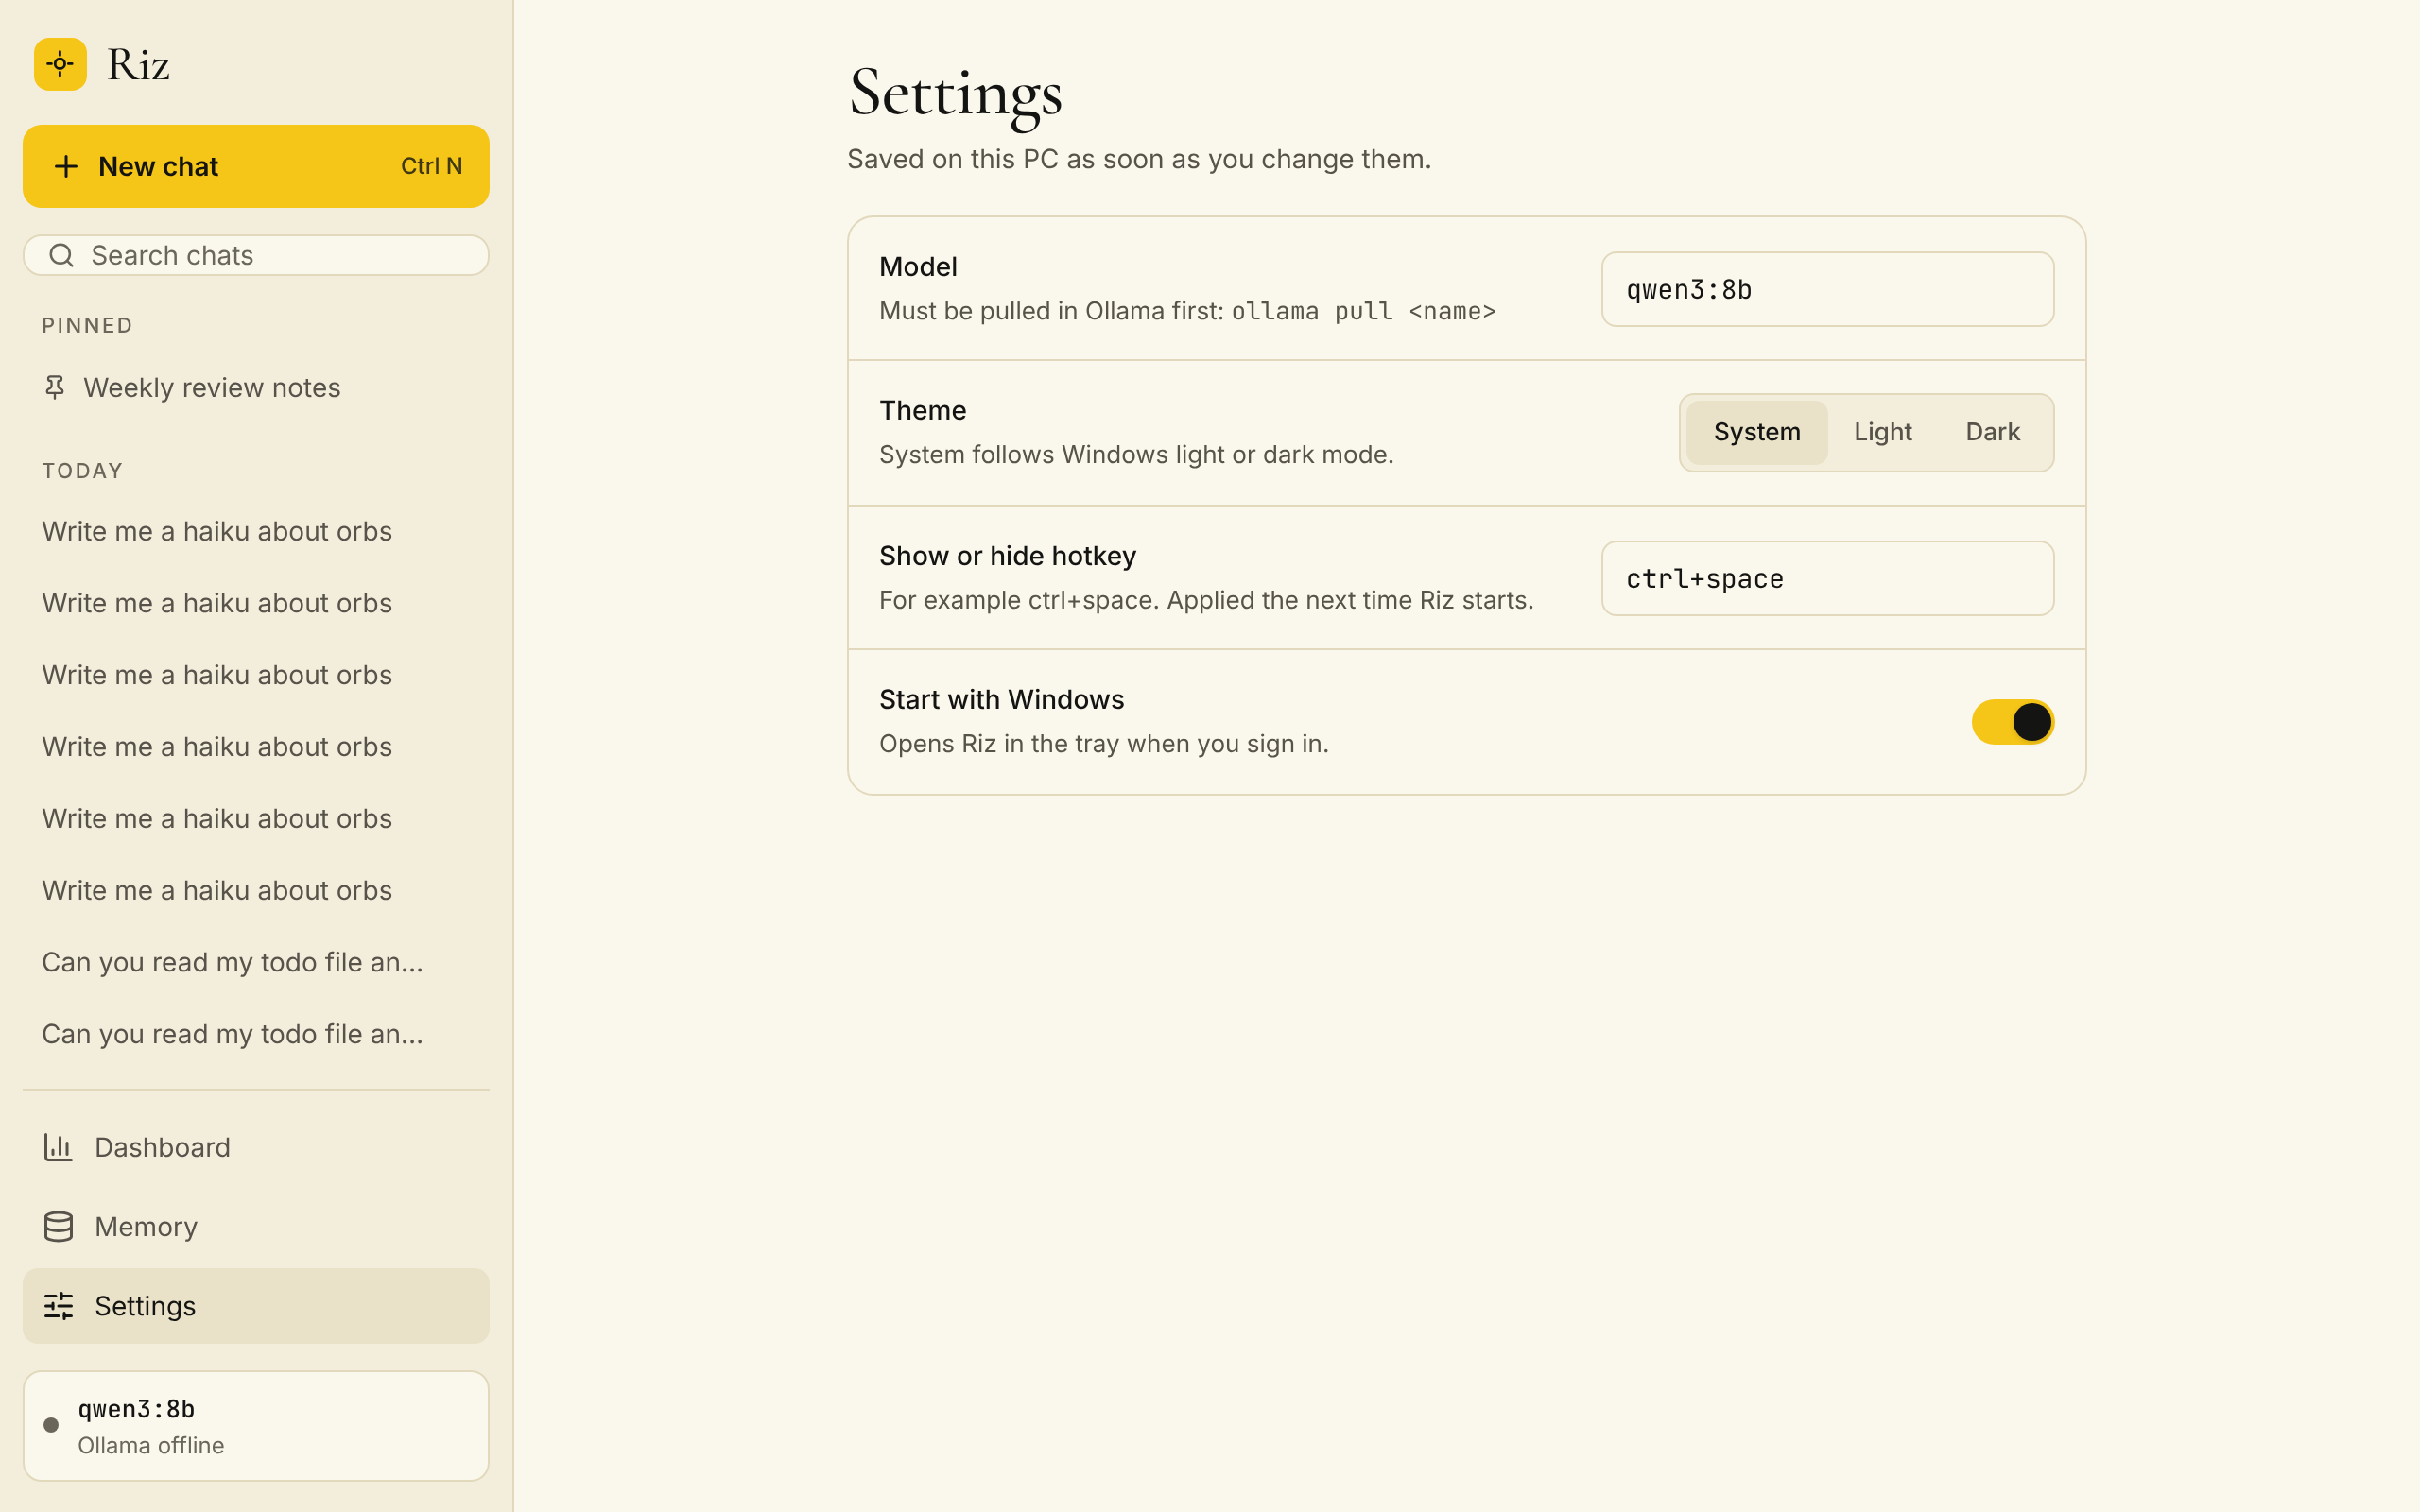 Riz
New chat Ctrl N
Search chats
PINNED
Weekly review notes
TODAY
Write me a haiku about orbs
Write me a haiku about orbs
Write me a haiku about orbs
Write me a haiku about orbs
Write me a haiku about orbs
Write me a haiku about orbs
Can you read my todo file an...
Can you read my todo file an...
Dashboard
Memory
Settings
qwen3:8b
Ollama offline
Settings
Saved on this PC as soon as you change them.
Model
Must be pulled in Ollama first: ollama pull <name>
qwen3:8b
Theme
System follows Windows light or dark mode.
System Light Dark
Show or hide hotkey
For example ctrl+space. Applied the next time Riz starts.
ctrl+space
Start with Windows
Opens Riz in the tray when you sign in.